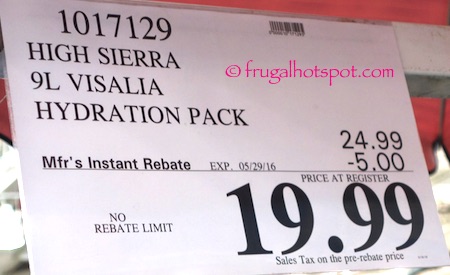 1017129
HIGH SIERRA
9L VISALIA
HYDRATION PACK
© frugalhotspot.com
24.99
Mfr's Instant Rebate EXP. 05/29/16 -5.00
PRICE AT REGISTER
19.99
NO
REBATE LIMIT
Sales Tax on the pre-rebate price